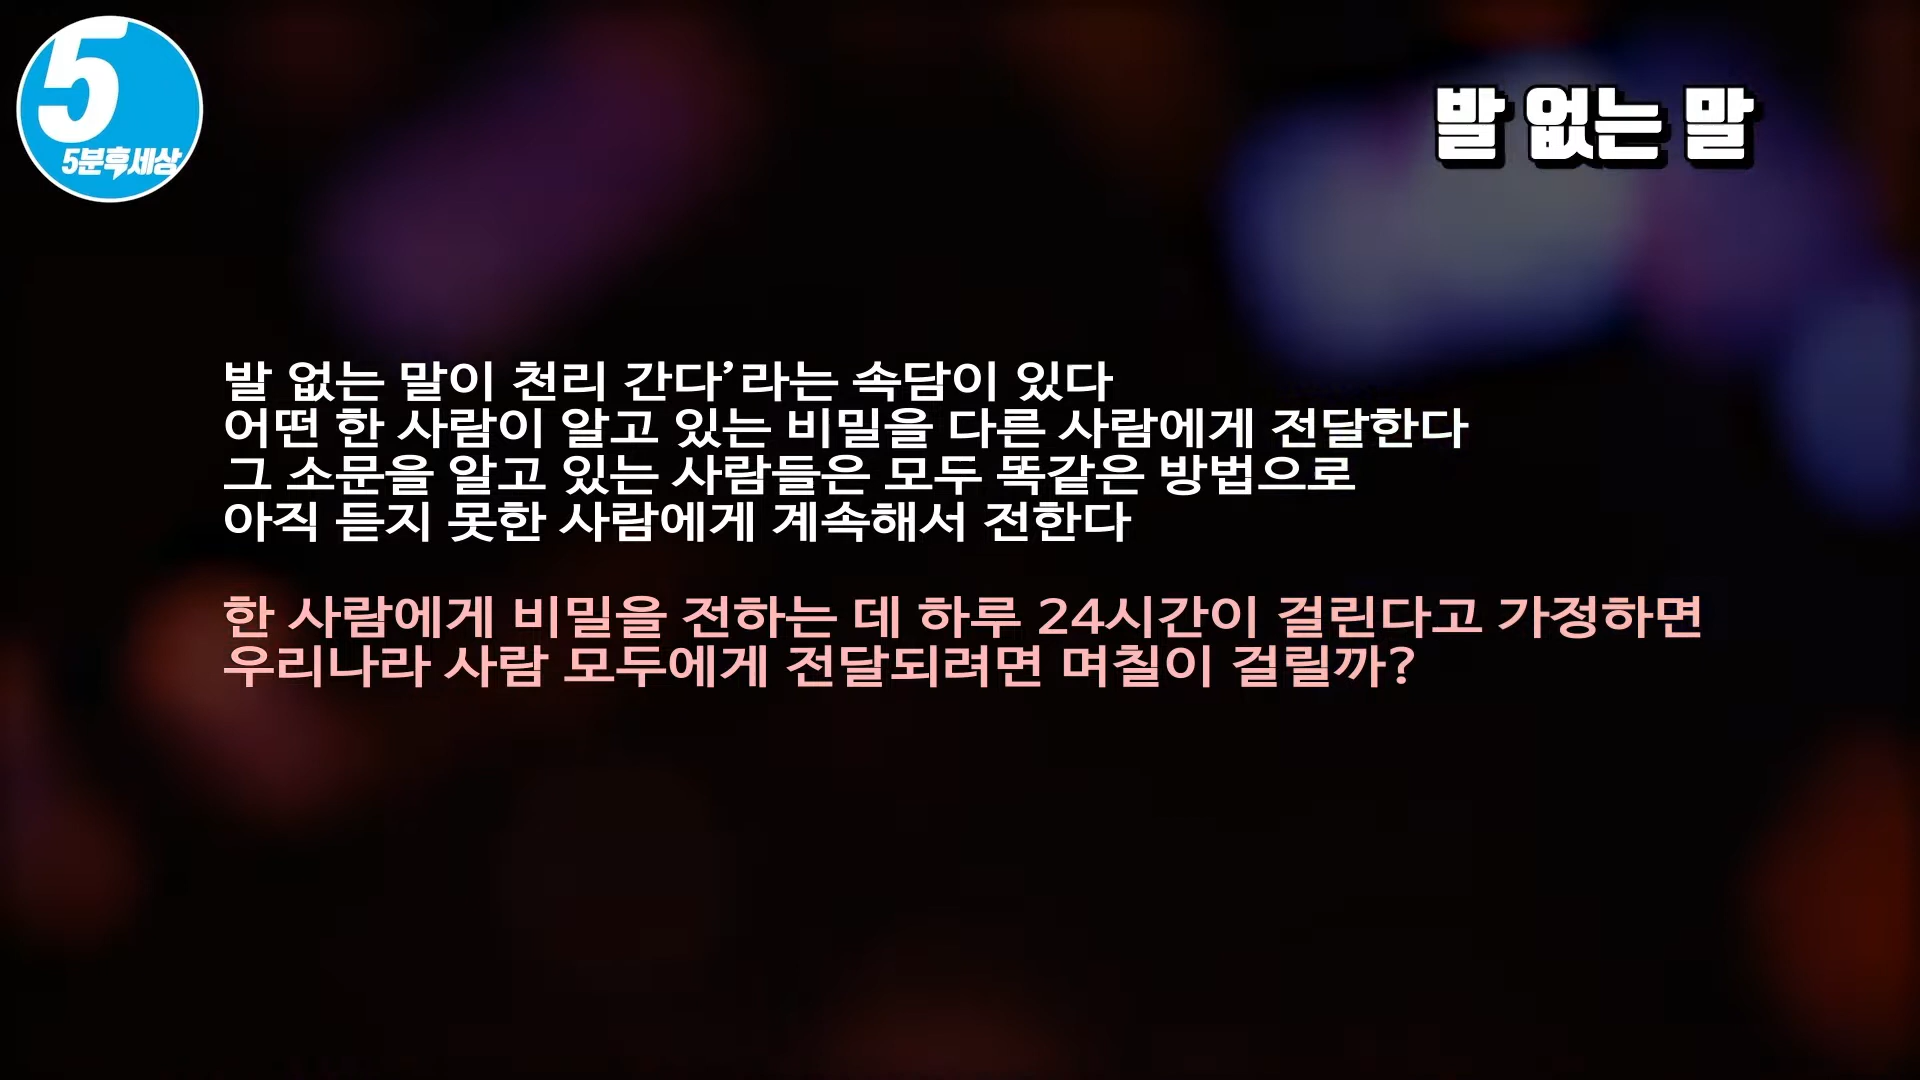 5
5분후세상
발 없는 말
발 없는 말이 천리 간다’라는 속담이 있다
어떤 한 사람이 알고 있는 비밀을 다른 사람에게 전달한다
그 소문을 알고 있는 사람들은 모두 똑같은 방법으로
아직 듣지 못한 사람에게 계속해서 전한다
한 사람에게 비밀을 전하는 데 하루 24시간이 걸린다고 가정하면
우리나라 사람 모두에게 전달되려면 며칠이 걸릴까?